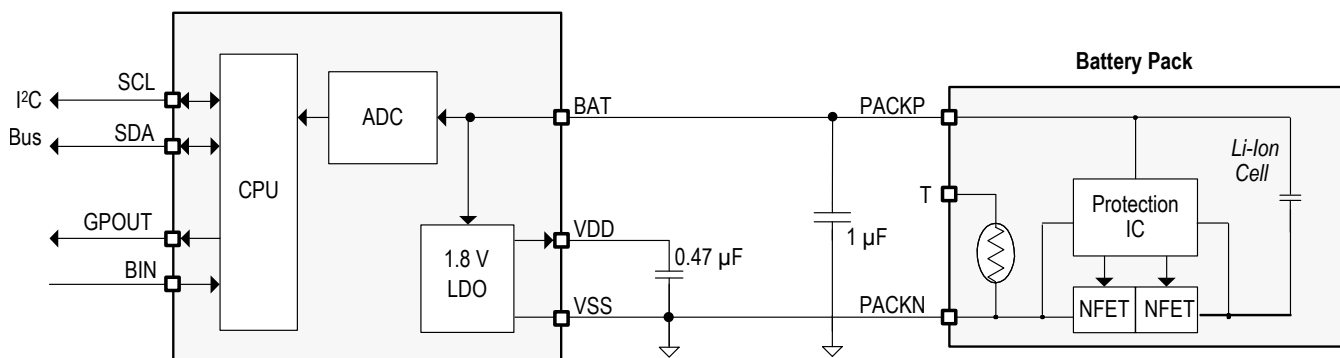 Battery Pack
I²C
Bus
SCL
SDA
GPOUT
BIN
CPU
ADC
1.8 V
LDO
BAT
VDD
VSS
0.47 µF
1 µF
PACKP
T
PACKN
Protection
IC
NFET
NFET
Li-Ion
Cell